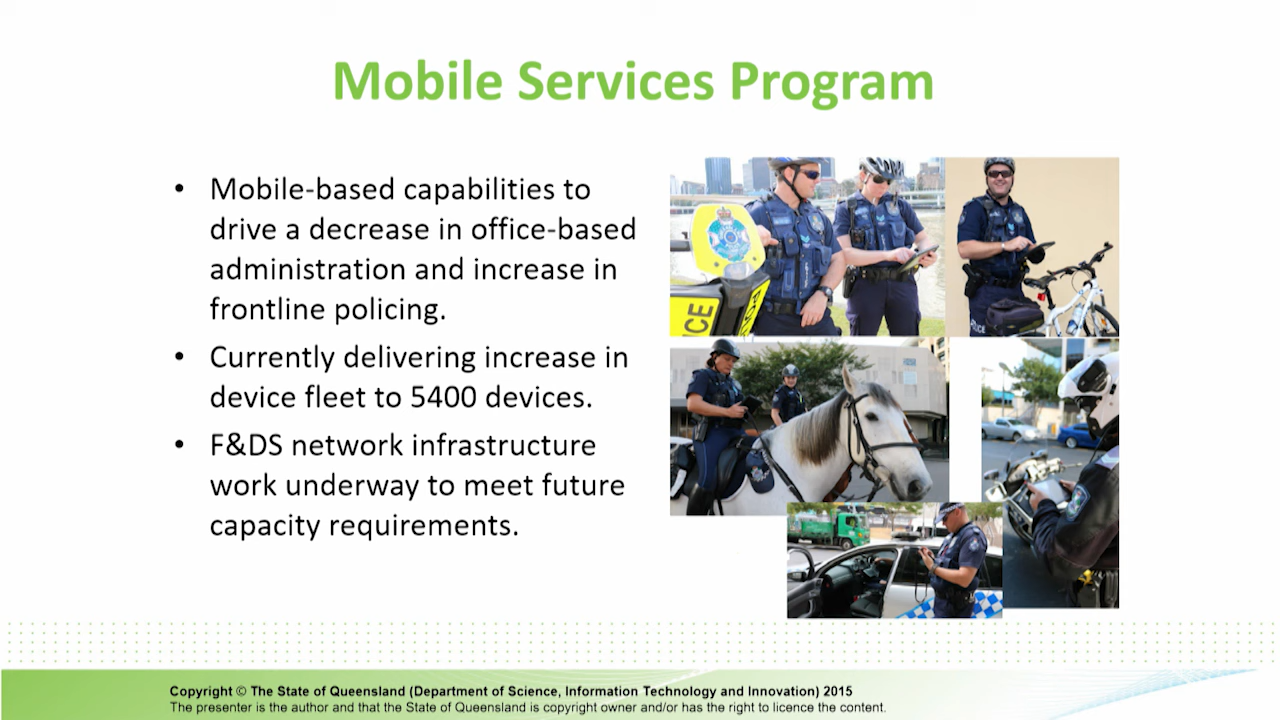 Mobile Services Program
• Mobile-based capabilities to
drive a decrease in office-based
administration and increase in
frontline policing.
• Currently delivering increase in
device fleet to 5400 devices.
• F&DS network infrastructure
work underway to meet future
capacity requirements.
Copyright © The State of Queensland (Department of Science, Information Technology and Innovation) 2015
The presenter is the author and that the State of Queensland is copyright owner and/or has the right to licence the content.